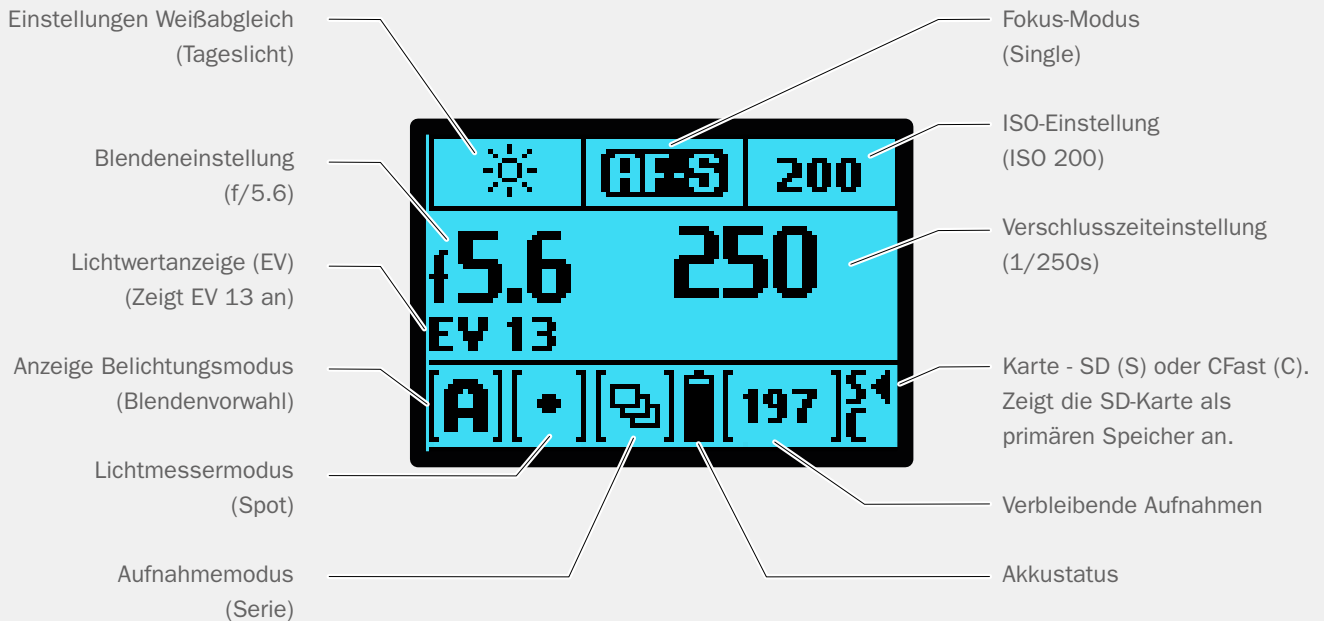 Einstellungen Weißabgleich
(Tageslicht)
Blendeneinstellung
(f/5.6)
Lichtwertanzeige (EV)
(Zeigt EV 13 an)
Anzeige Belichtungsmodus
(Blendenvorwahl)
Lichtmessermodus
(Spot)
Aufnahmemodus
(Serie)
AF-S 200
f5.6 250
EV 13
[A][•][ ] [197] S
C
Fokus-Modus
(Single)
ISO-Einstellung
(ISO 200)
Verschlusszeiteinstellung
(1/250s)
Karte - SD (S) oder CFast (C).
Zeigt die SD-Karte als
primären Speicher an.
Verbleibende Aufnahmen
Akkustatus